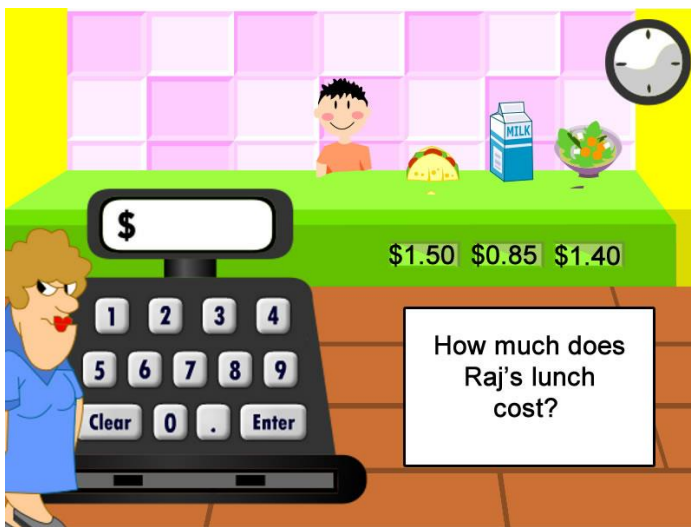 MILK
$
$1.50 $0.85 $1.40
1 2 3 4
5 6 7 8 9
Clear 0 . Enter
How much does
Raj's lunch
cost?